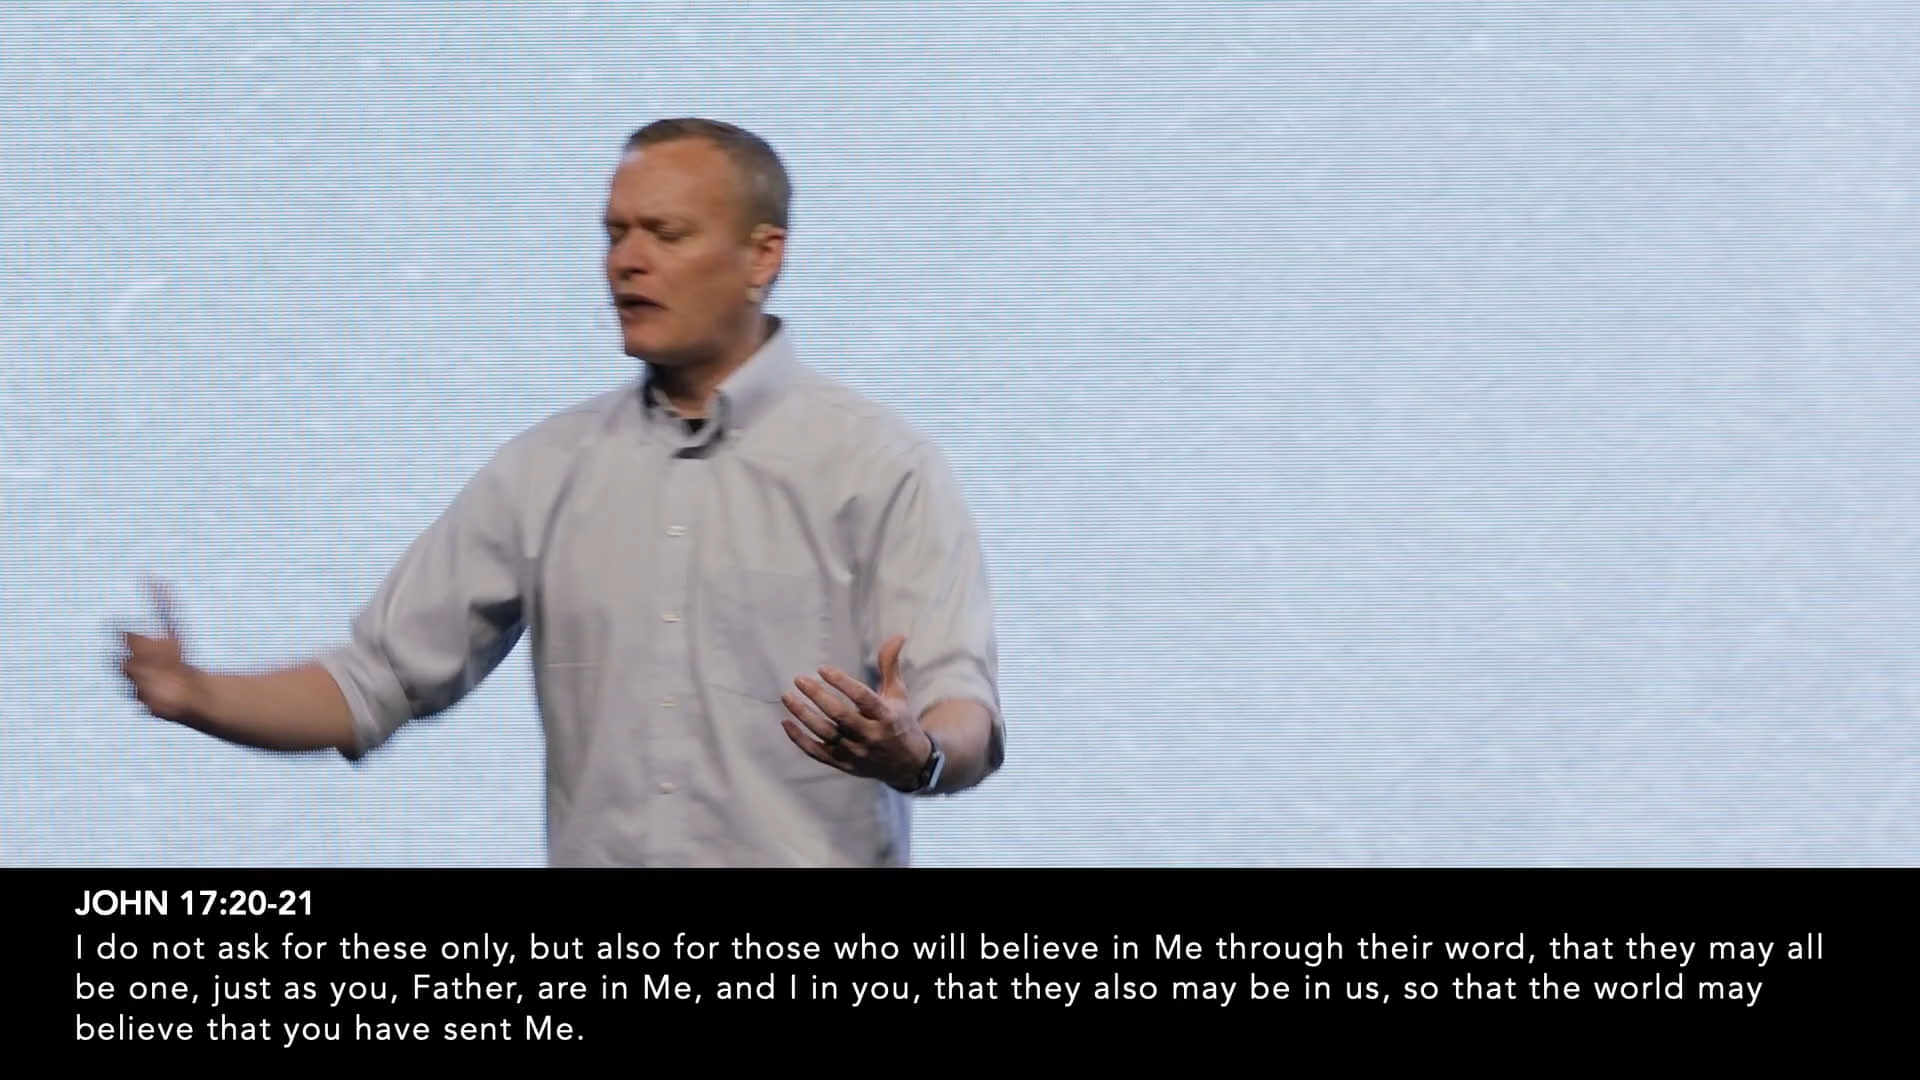 JOHN 17:20-21
I do not ask for these only, but also for those who will believe in Me through their word, that they may all
be one, just as you, Father, are in Me, and I in you, that they also may be in us, so that the world may
believe that you have sent Me.